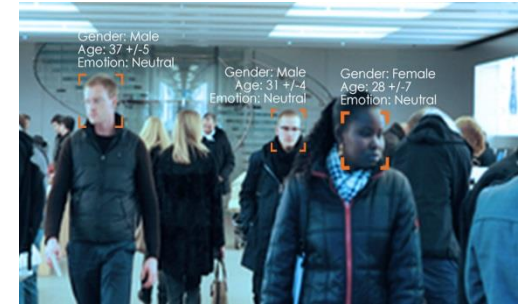 Gender: Male
Age: 37 +/-5
Emotion: Neutral
Gender: Male
Age: 31 +/-4
Emotion: Neutral
Gender: Female
Age: 28 +/-7
Emotion: Neutral